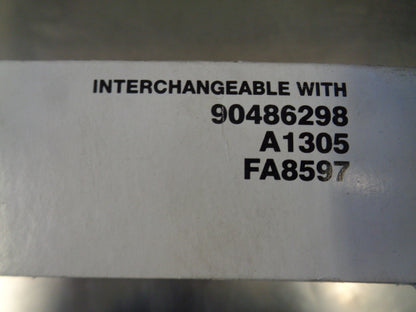 INTERCHANGEABLE WITH
90486298
A1305
FA8597